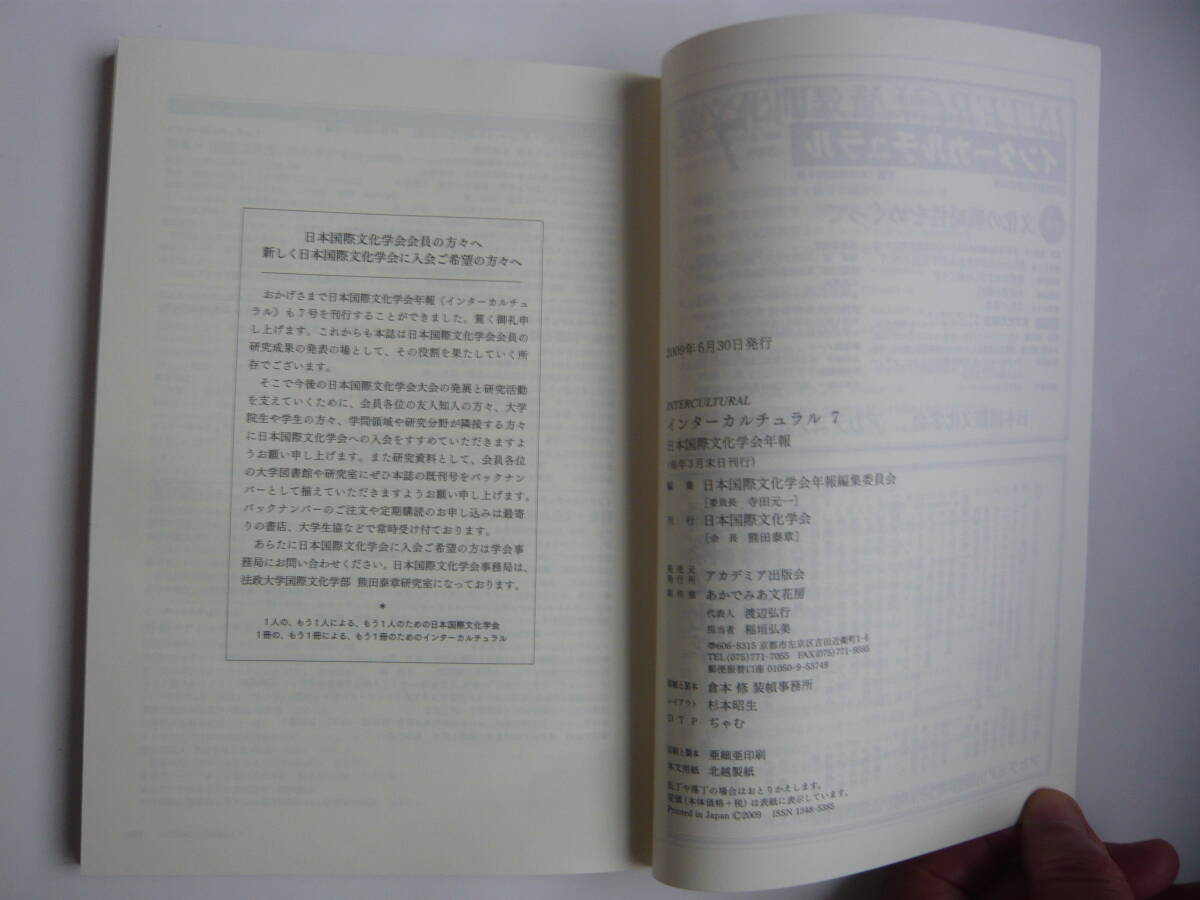 日本国際文化学会会員の方々へ
新しく日本国際文化学会に入会ご希望の方々へ
おかげさまで日本国際文化学会年報《インターカルチュ
ラル》も7号を刊行することができました。篤く御礼申
し上げます。これからも本誌は日本国際文化学会会員の
研究成果の発表の場として、その役割を果たしていく所
存でございます。
そこで今後の日本国際文化学会大会の発展と研究活動
を支えていくために、会員各位の友人知人の方々、大学
院生や学生の方々、学問領域や研究分野が隣接する方々
に日本国際文化学会への入会をすすめていただきますよ
うお願い申し上げます。また研究資料として、会員各位
の大学図書館や研究室にぜひ本誌の既刊号をバックナン
バーとして揃えていただきますようお願い申し上げます。
バックナンバーのご注文や定期購読のお申し込みは最寄
りの書店、大学生協などで常時受け付ております。
あらたに日本国際文化学会に入会ご希望の方は学会事
務局にお問い合わせください。日本国際文化学会事務局は、
法政大学国際文化学部 熊田泰章研究室になっております。
*
1人の、もう1人による、もう1人のための日本国際文化学会
1冊の、もう1冊による、もう1冊のためのインターカルチュラル
2009年6月30日発行
INTERCULTURAL
インターカルチュラル 7
日本国際文化学会年報
(毎年3月末日刊行)
編 集 日本国際文化学会年報編集委員会
[委員長 寺田元一]
刊 行 日本国際文化学会
[会 長 熊田泰章]
発売元
発行所 アカデミア出版会
制作室 あかでみあ文花房
代表人 渡辺弘行
担当者 稲垣弘美
〒606-8315 京都市左京区吉田近衛町1-6
TEL(075)771-7055 FAX(075)771-9595
郵便振替口座 01050-9-53749
倉本 修 装幀事務所
レイアウト 杉本昭生
DTP ぢゃむ
印刷と製本 亜細亜印刷
本文用紙 北越製紙
乱丁や落丁の場合はおとりかえします。
定価(本体価格+税)は表紙に表示しています。
Printed in Japan ©2009 ISSN 1348-5385